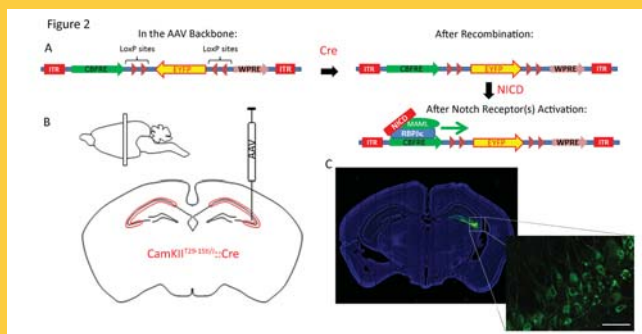 Figure 2
In the AAV Backbone:
After Recombination:
A
LoxP sites
LoxP sites
Cre
ITR
CBFRE
EYFP
WPRE
ITR
ITR
CBFRE
EYFP
WPRE
ITR
NICD
After Notch Receptor(s) Activation
B
AAV
NICD
MAML
RBPJκ
ITR
CBFRE
EYFP
WPRE
ITR
C
CamKII T29-1Stl/J::Cre